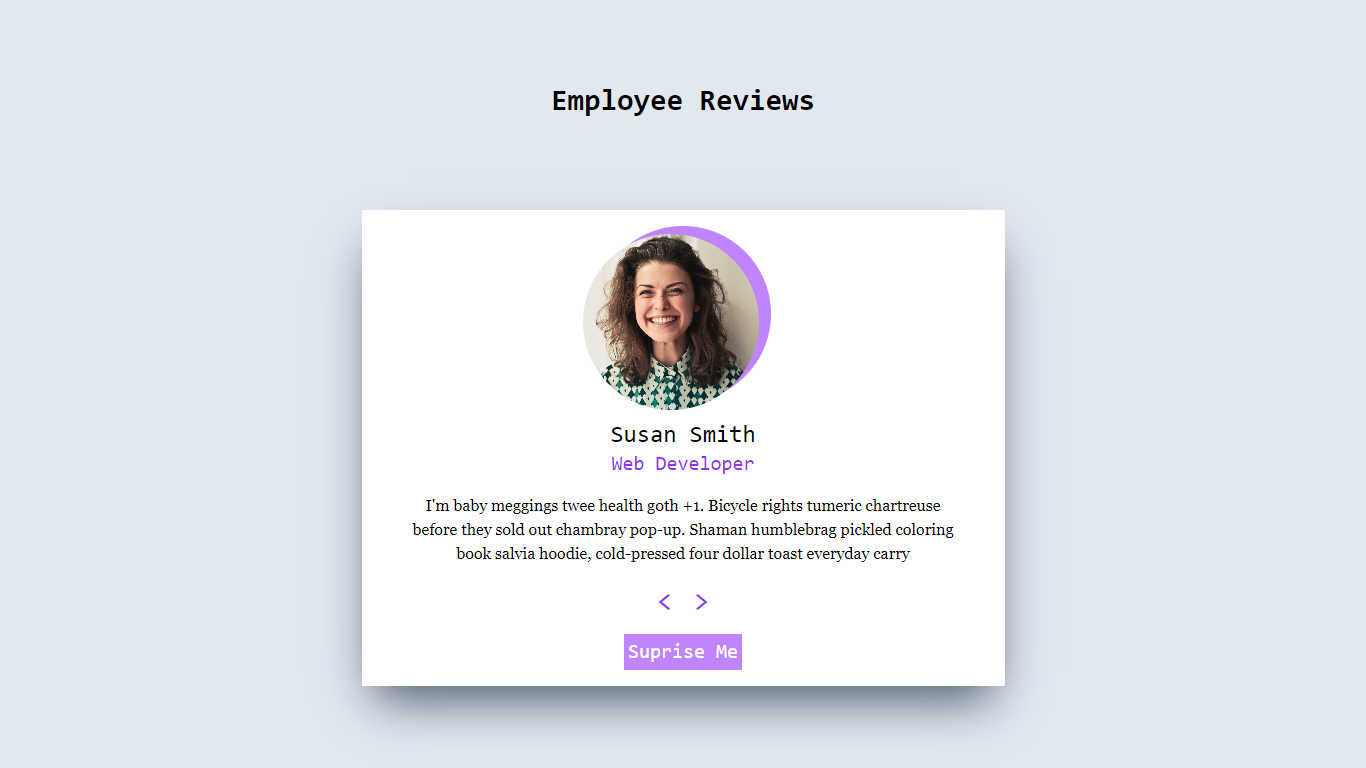 Employee Reviews
Susan Smith
Web Developer
I'm baby meggings twee health goth +1. Bicycle rights tumeric chartreuse
before they sold out chambray pop-up. Shaman humblebrag pickled coloring
book salvia hoodie, cold-pressed four dollar toast everyday carry
< >
Suprise Me